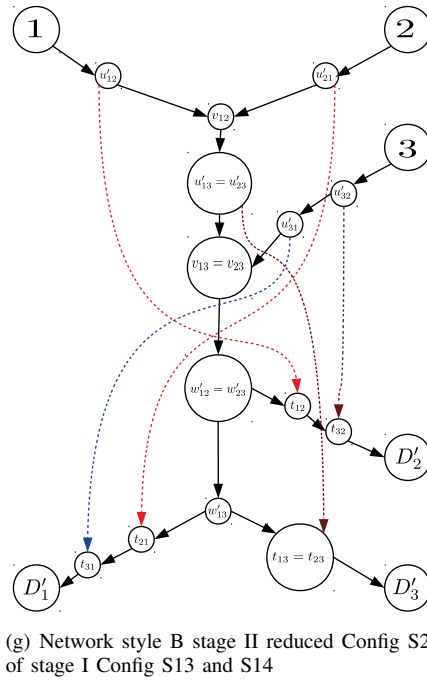 1
2
u′₁₂
u′₂₁
v₁₂
3
u′₁₃ = u′₂₃
u′₃₂
u′₃₁
v₁₃ = v₂₃
w′₁₂ = w′₂₃
t₁₂
t₃₂
D′₂
w′₁₃
t₂₁
t₃₁
t₁₃ = t₂₃
D′₁
D′₃
(g) Network style B stage II reduced Config S2
of stage I Config S13 and S14